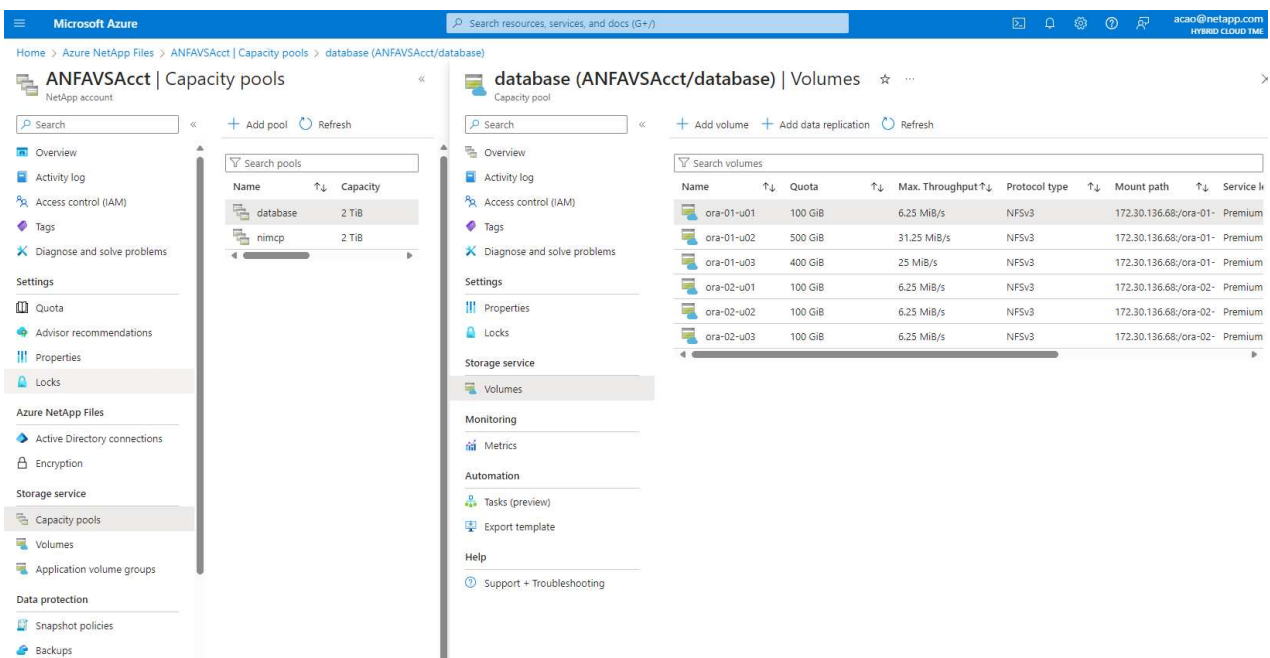 Microsoft Azure
Search resources, services, and docs (G+/)
acao@netapp.com
HYBRID CLOUD TME
Home > Azure NetApp Files > ANFAVSAcct | Capacity pools > database (ANFAVSAcct/database)
ANFAVSAcct | Capacity pools
NetApp account
Search
Overview
Activity log
Access control (IAM)
Tags
Diagnose and solve problems
Settings
Quota
Advisor recommendations
Properties
Locks
Azure NetApp Files
Active Directory connections
Encryption
Storage service
Capacity pools
Volumes
Application volume groups
Data protection
Snapshot policies
Backups
+ Add pool Refresh
Search pools
Name Capacity
database 2 TiB
nimcp 2 TiB
database (ANFAVSAcct/database) | Volumes
Capacity pool
Search
Overview
Activity log
Access control (IAM)
Tags
Diagnose and solve problems
Settings
Properties
Locks
Storage service
Volumes
Monitoring
Metrics
Automation
Tasks (preview)
Export template
Help
Support + Troubleshooting
+ Add volume + Add data replication Refresh
Search volumes
Name Quota Max. Throughput Protocol type Mount path Service
ora-01-u01 100 GiB 6.25 MiB/s NFSv3 172.30.136.68:/ora-01- Premium
ora-01-u02 500 GiB 31.25 MiB/s NFSv3 172.30.136.68:/ora-01- Premium
ora-01-u03 400 GiB 25 MiB/s NFSv3 172.30.136.68:/ora-01- Premium
ora-02-u01 100 GiB 6.25 MiB/s NFSv3 172.30.136.68:/ora-02- Premium
ora-02-u02 100 GiB 6.25 MiB/s NFSv3 172.30.136.68:/ora-02- Premium
ora-02-u03 100 GiB 6.25 MiB/s NFSv3 172.30.136.68:/ora-02- Premium